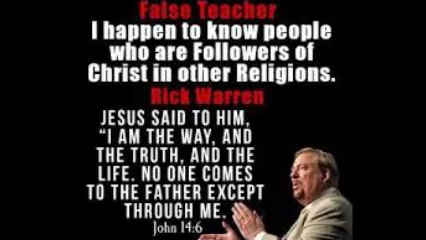 False Teacher
I happen to know people
who are Followers of
Christ in other Religions.
Rick Warren
JESUS SAID TO HIM,
“I AM THE WAY, AND
THE TRUTH, AND THE
LIFE. NO ONE COMES
TO THE FATHER EXCEPT
THROUGH ME.
John 14:6